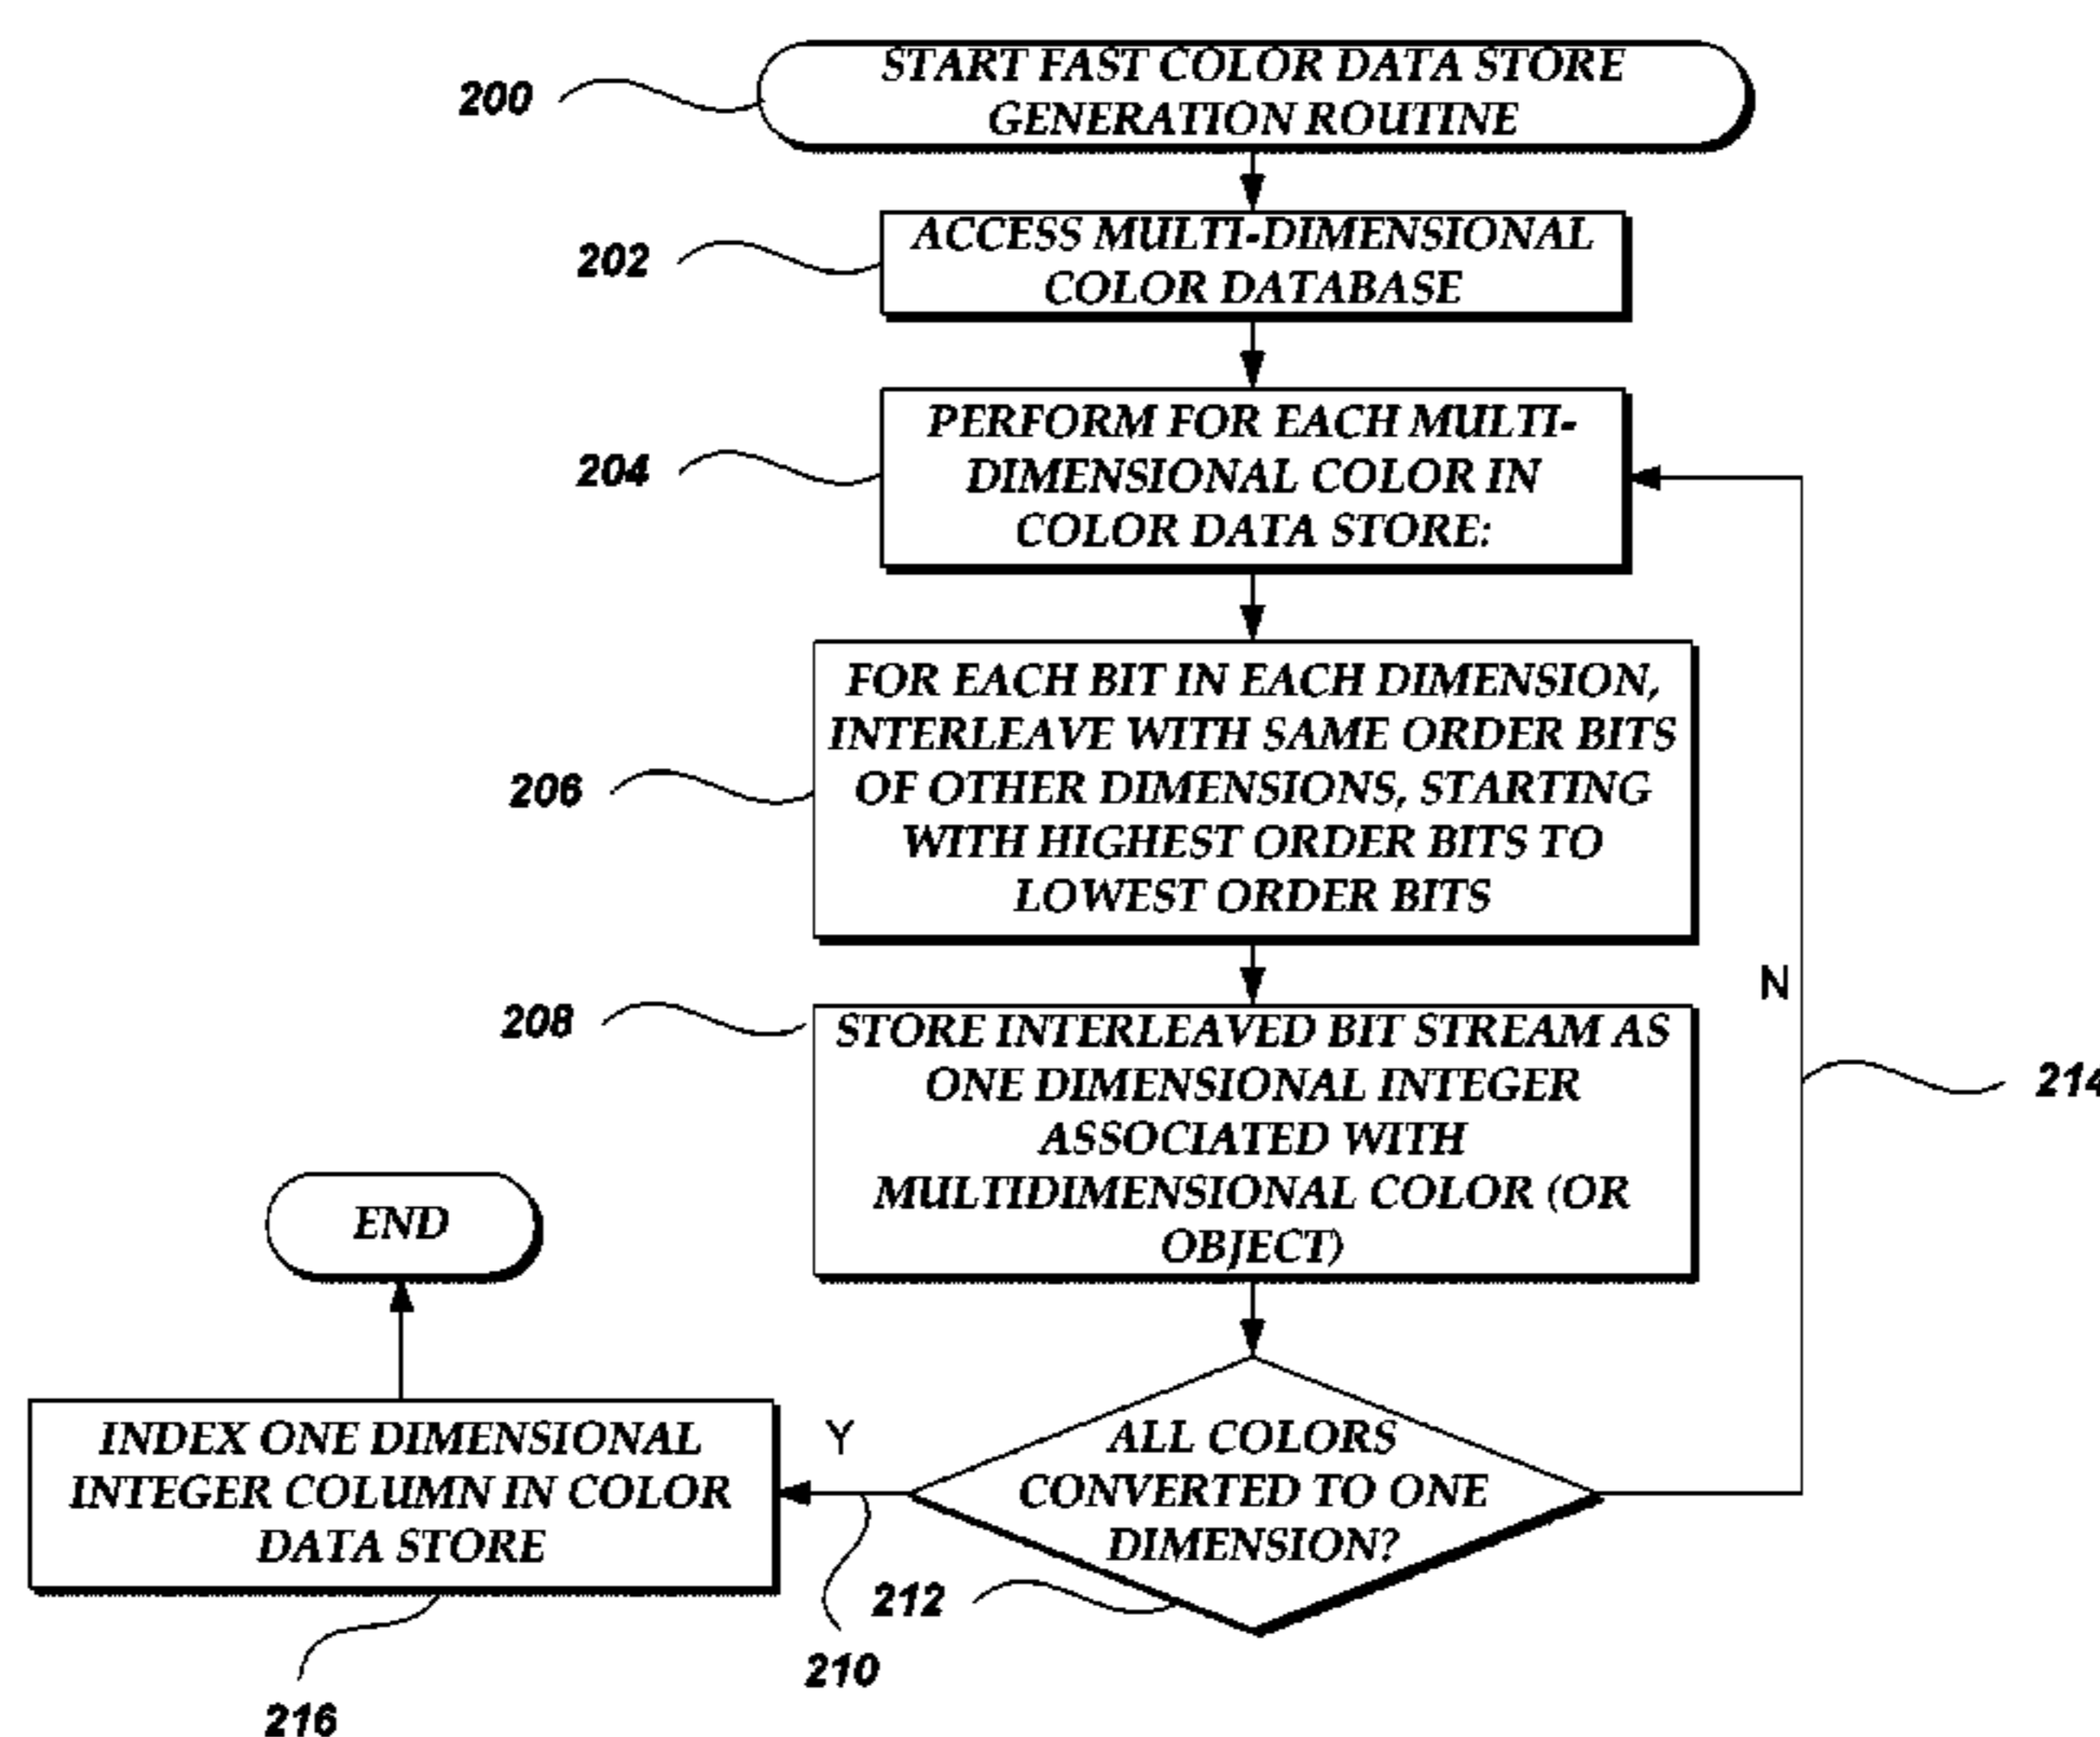 START FAST COLOR DATA STORE
GENERATION ROUTINE
200
ACCESS MULTI-DIMENSIONAL
COLOR DATABASE
202
PERFORM FOR EACH MULTI-
DIMENSIONAL COLOR IN
COLOR DATA STORE:
204
FOR EACH BIT IN EACH DIMENSION,
INTERLEAVE WITH SAME ORDER BITS
OF OTHER DIMENSIONS, STARTING
WITH HIGHEST ORDER BITS TO
LOWEST ORDER BITS
206
N
208
STORE INTERLEAVED BIT STREAM AS
ONE DIMENSIONAL INTEGER
ASSOCIATED WITH
MULTIDIMENSIONAL COLOR (OR
OBJECT)
214
END
INDEX ONE DIMENSIONAL
INTEGER COLUMN IN COLOR
DATA STORE
Y
ALL COLORS
CONVERTED TO ONE
DIMENSION?
212
210
216